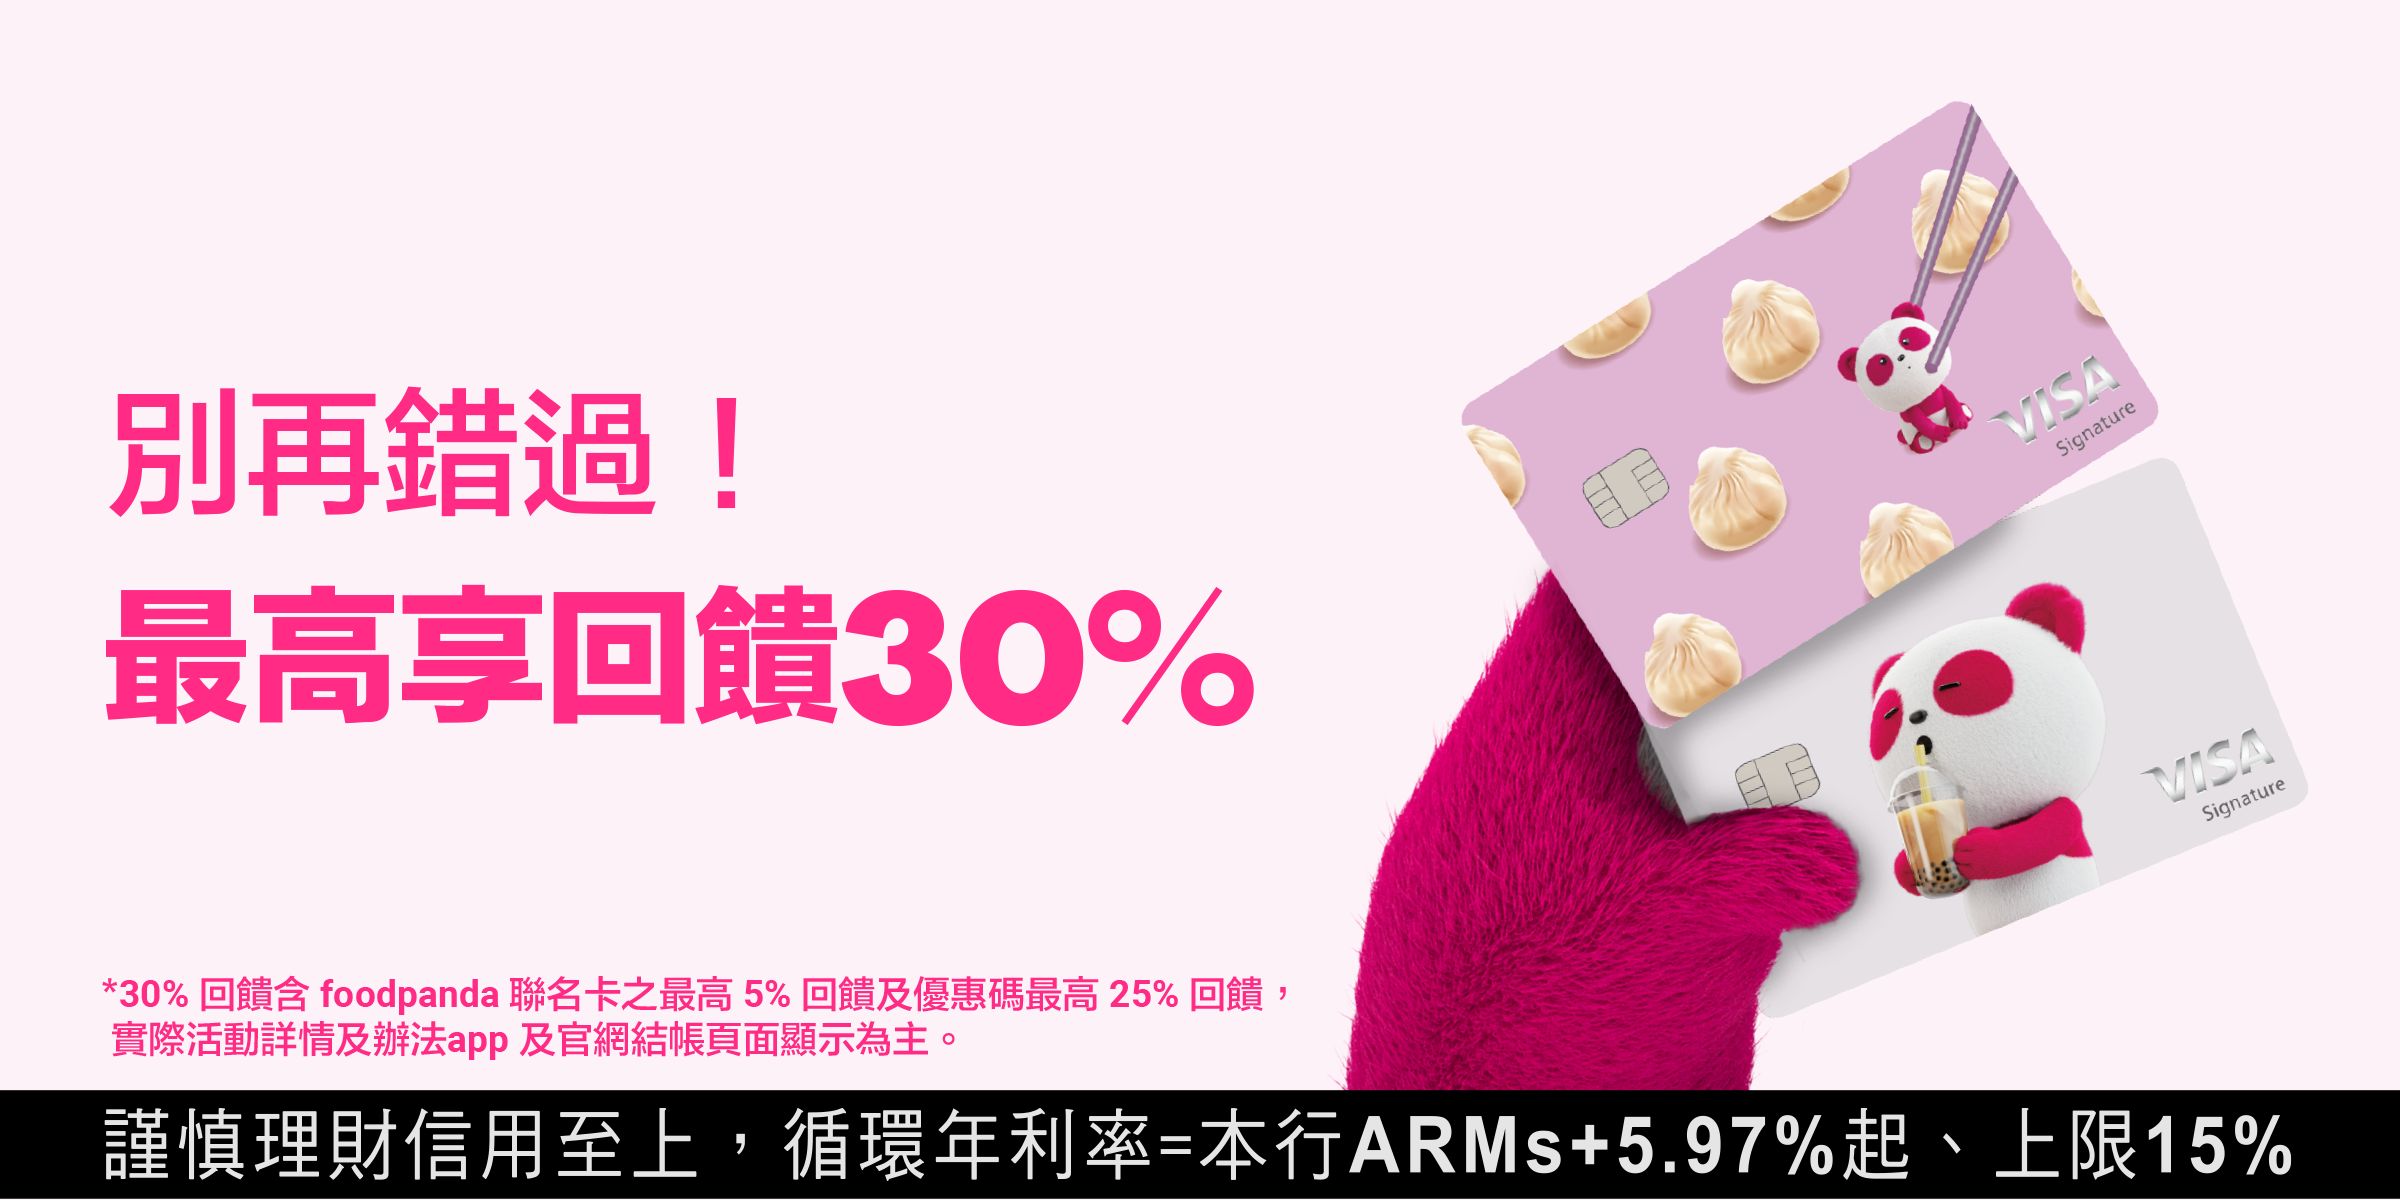 別再錯過！
最高享回饋30%
VISA
Signature
VISA
Signature
*30% 回饋含 foodpanda 聯名卡之最高 5% 回饋及優惠碼最高 25% 回饋，
實際活動詳情及辦法app 及官網結帳頁面顯示為主。
謹慎理財信用至上，循環年利率=本行ARMs+5.97%起、上限15%